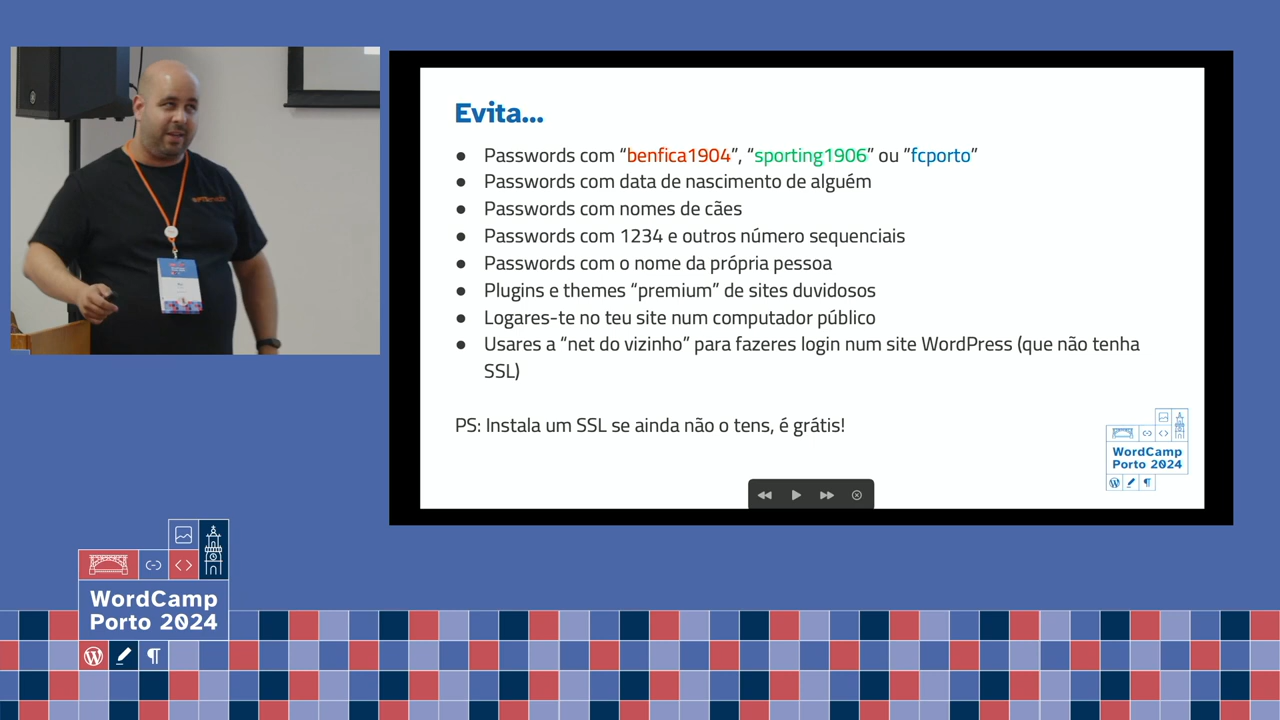 Evita...
● Passwords com “benfica1904”, “sporting1906” ou ”fcporto”
● Passwords com data de nascimento de alguém
● Passwords com nomes de cães
● Passwords com 1234 e outros número sequenciais
● Passwords com o nome da própria pessoa
● Plugins e themes “premium” de sites duvidosos
● Logares-te no teu site num computador público
● Usares a “net do vizinho” para fazeres login num site WordPress (que não tenha
SSL)
PS: Instala um SSL se ainda não o tens, é grátis!
WordCamp
Porto 2024
WordCamp
Porto 2024